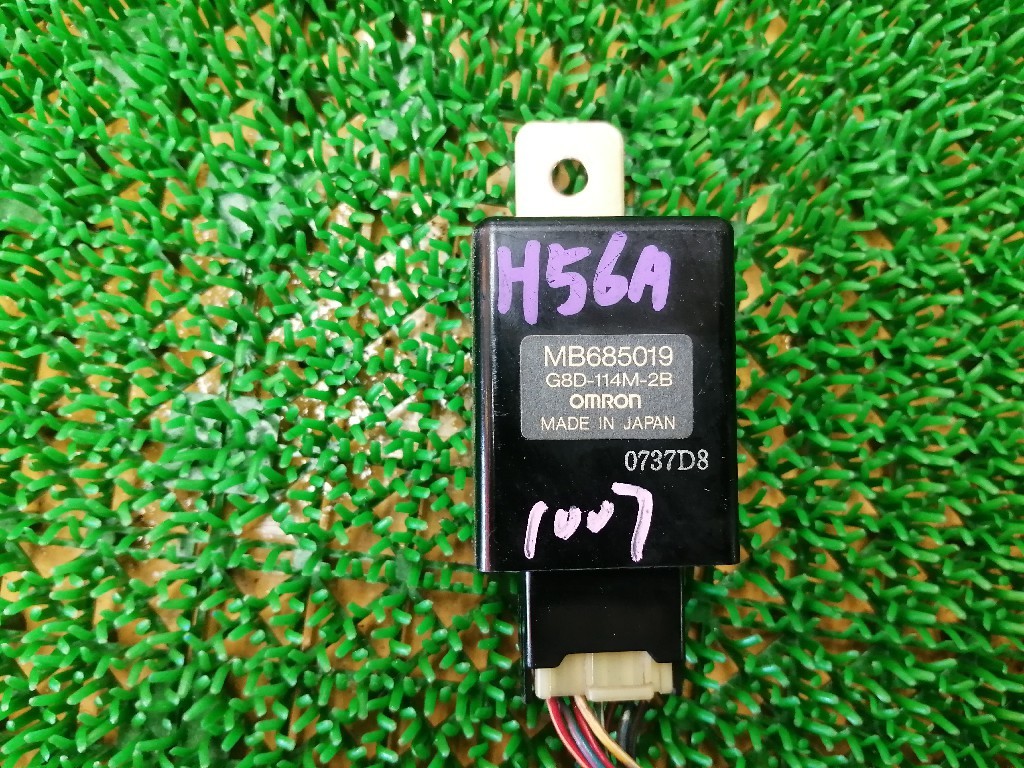 H56A
MB685019
G8D-114M-2B
OMRON
MADE IN JAPAN
0737D8
1007